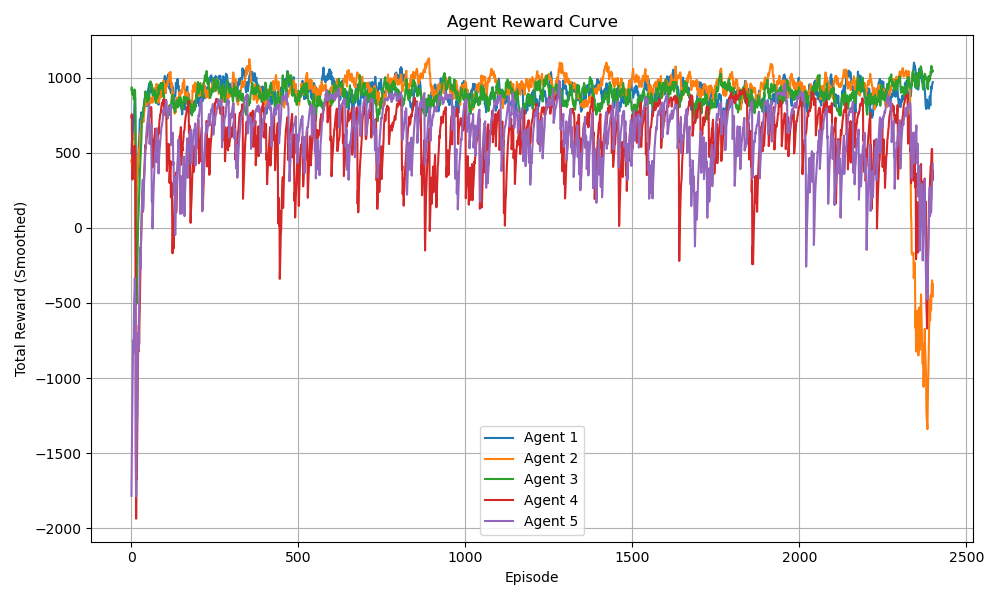 Agent Reward Curve
Total Reward (Smoothed)
1000
500
0
−500
−1000
−1500
−2000
Agent 1
Agent 2
Agent 3
Agent 4
Agent 5
0 500 1000 1500 2000 2500
Episode